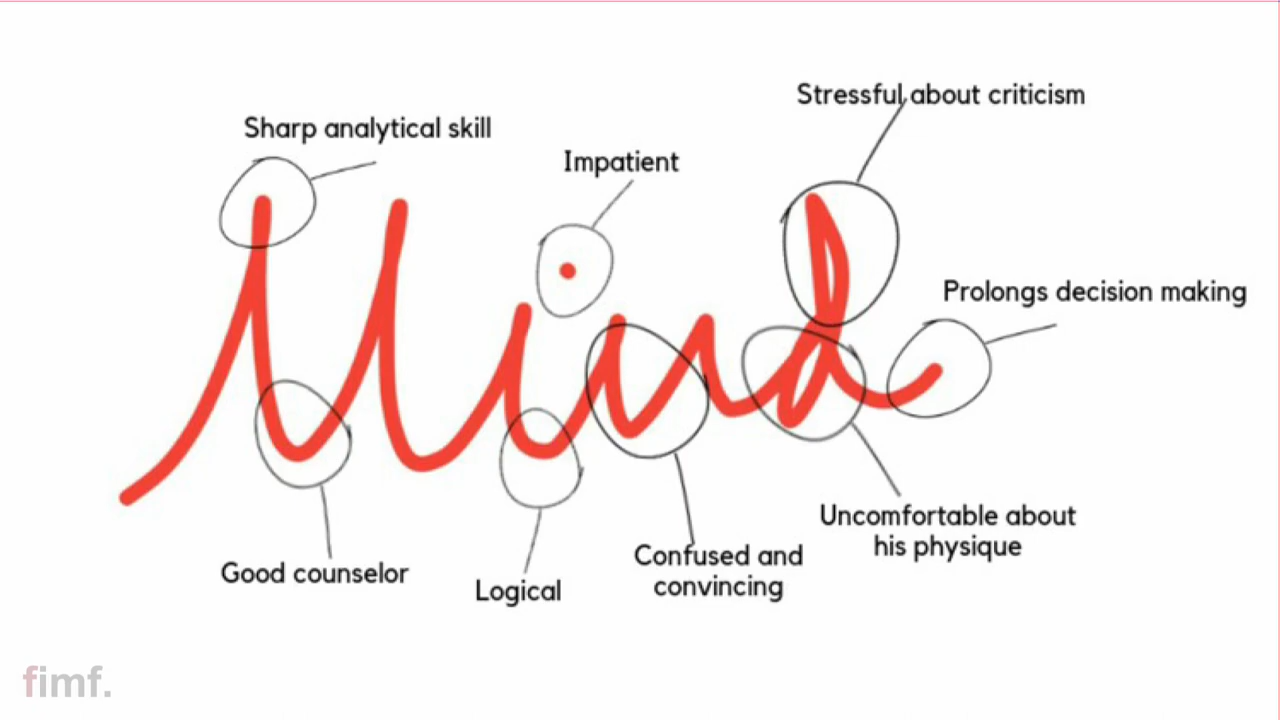 Stressful about criticism
Sharp analytical skill
Impatient
Mind
Prolongs decision making
Uncomfortable about
his physique
Confused and
convincing
Good counselor
Logical
fimf.